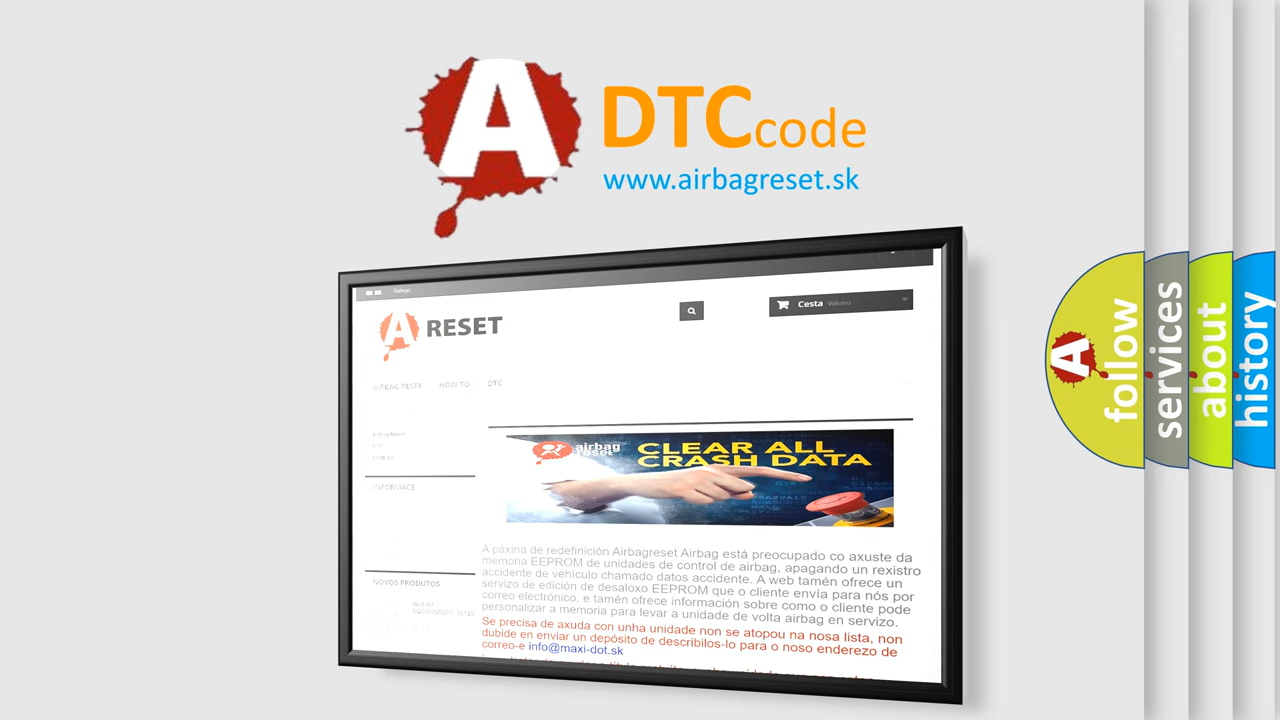 A DTC code
www.airbagreset.sk
Galego
A RESET
Cesta Valeiro
AIRBAG RESET HOW TO DTC
CLEAR ALL
CRASH DATA
airbag
reset
INFORMACE
A páxina de redefinición Airbagreset Airbag está preocupado co axuste da
memoria EEPROM de unidades de control de airbag, apagando un rexistro
accidente de vehículo chamado datos accidente. A web tamén ofrece un
servizo de edición de desaloxo EEPROM que o cliente envía para nós por
correo electrónico, e tamén ofrece información sobre como o cliente pode
personalizar a memoria para levar a unidade de volta airbag en servizo.
NOVOS PRODUTOS
Se precisa de axuda con unha unidade non se atopou na nosa lista, non
dubide en enviar un depósito de describilos-lo para o noso enderezo de
correo-e info@maxi-dot.sk
A
follow
services
about
history